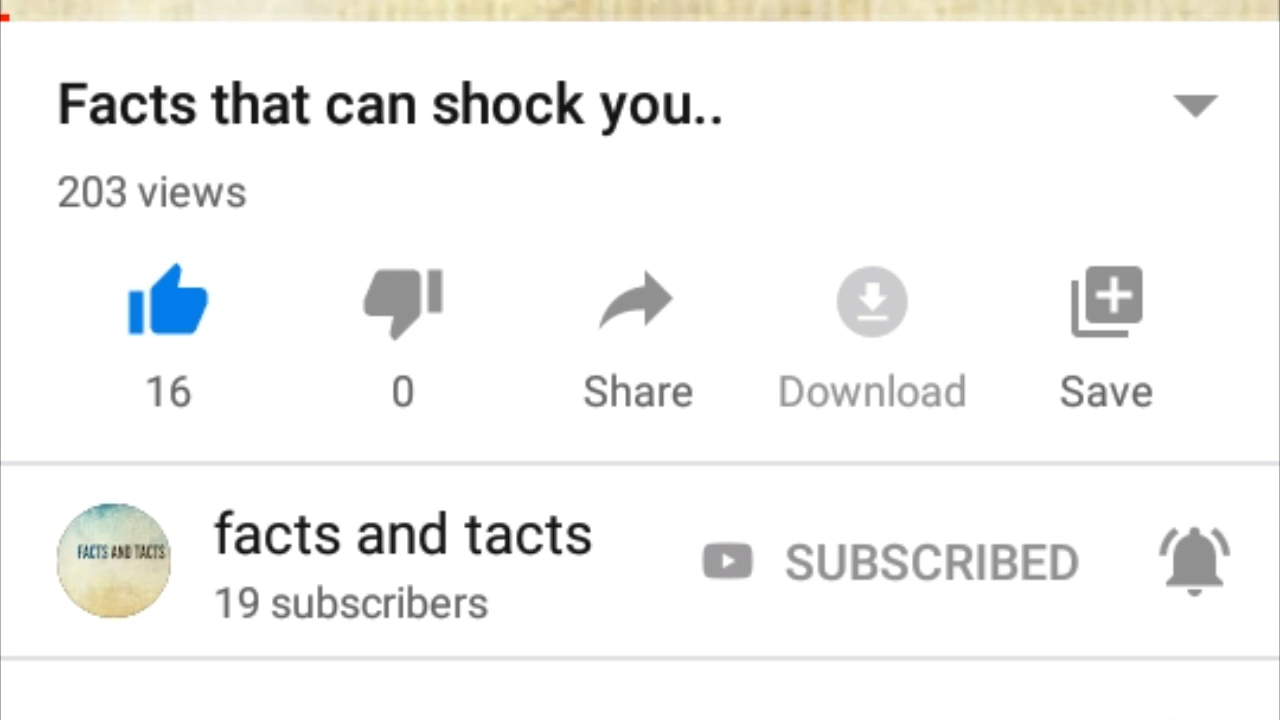 Facts that can shock you..
203 views
16
0
Share
Download
Save
FACTS AND TACTS
facts and tacts
SUBSCRIBED
19 subscribers